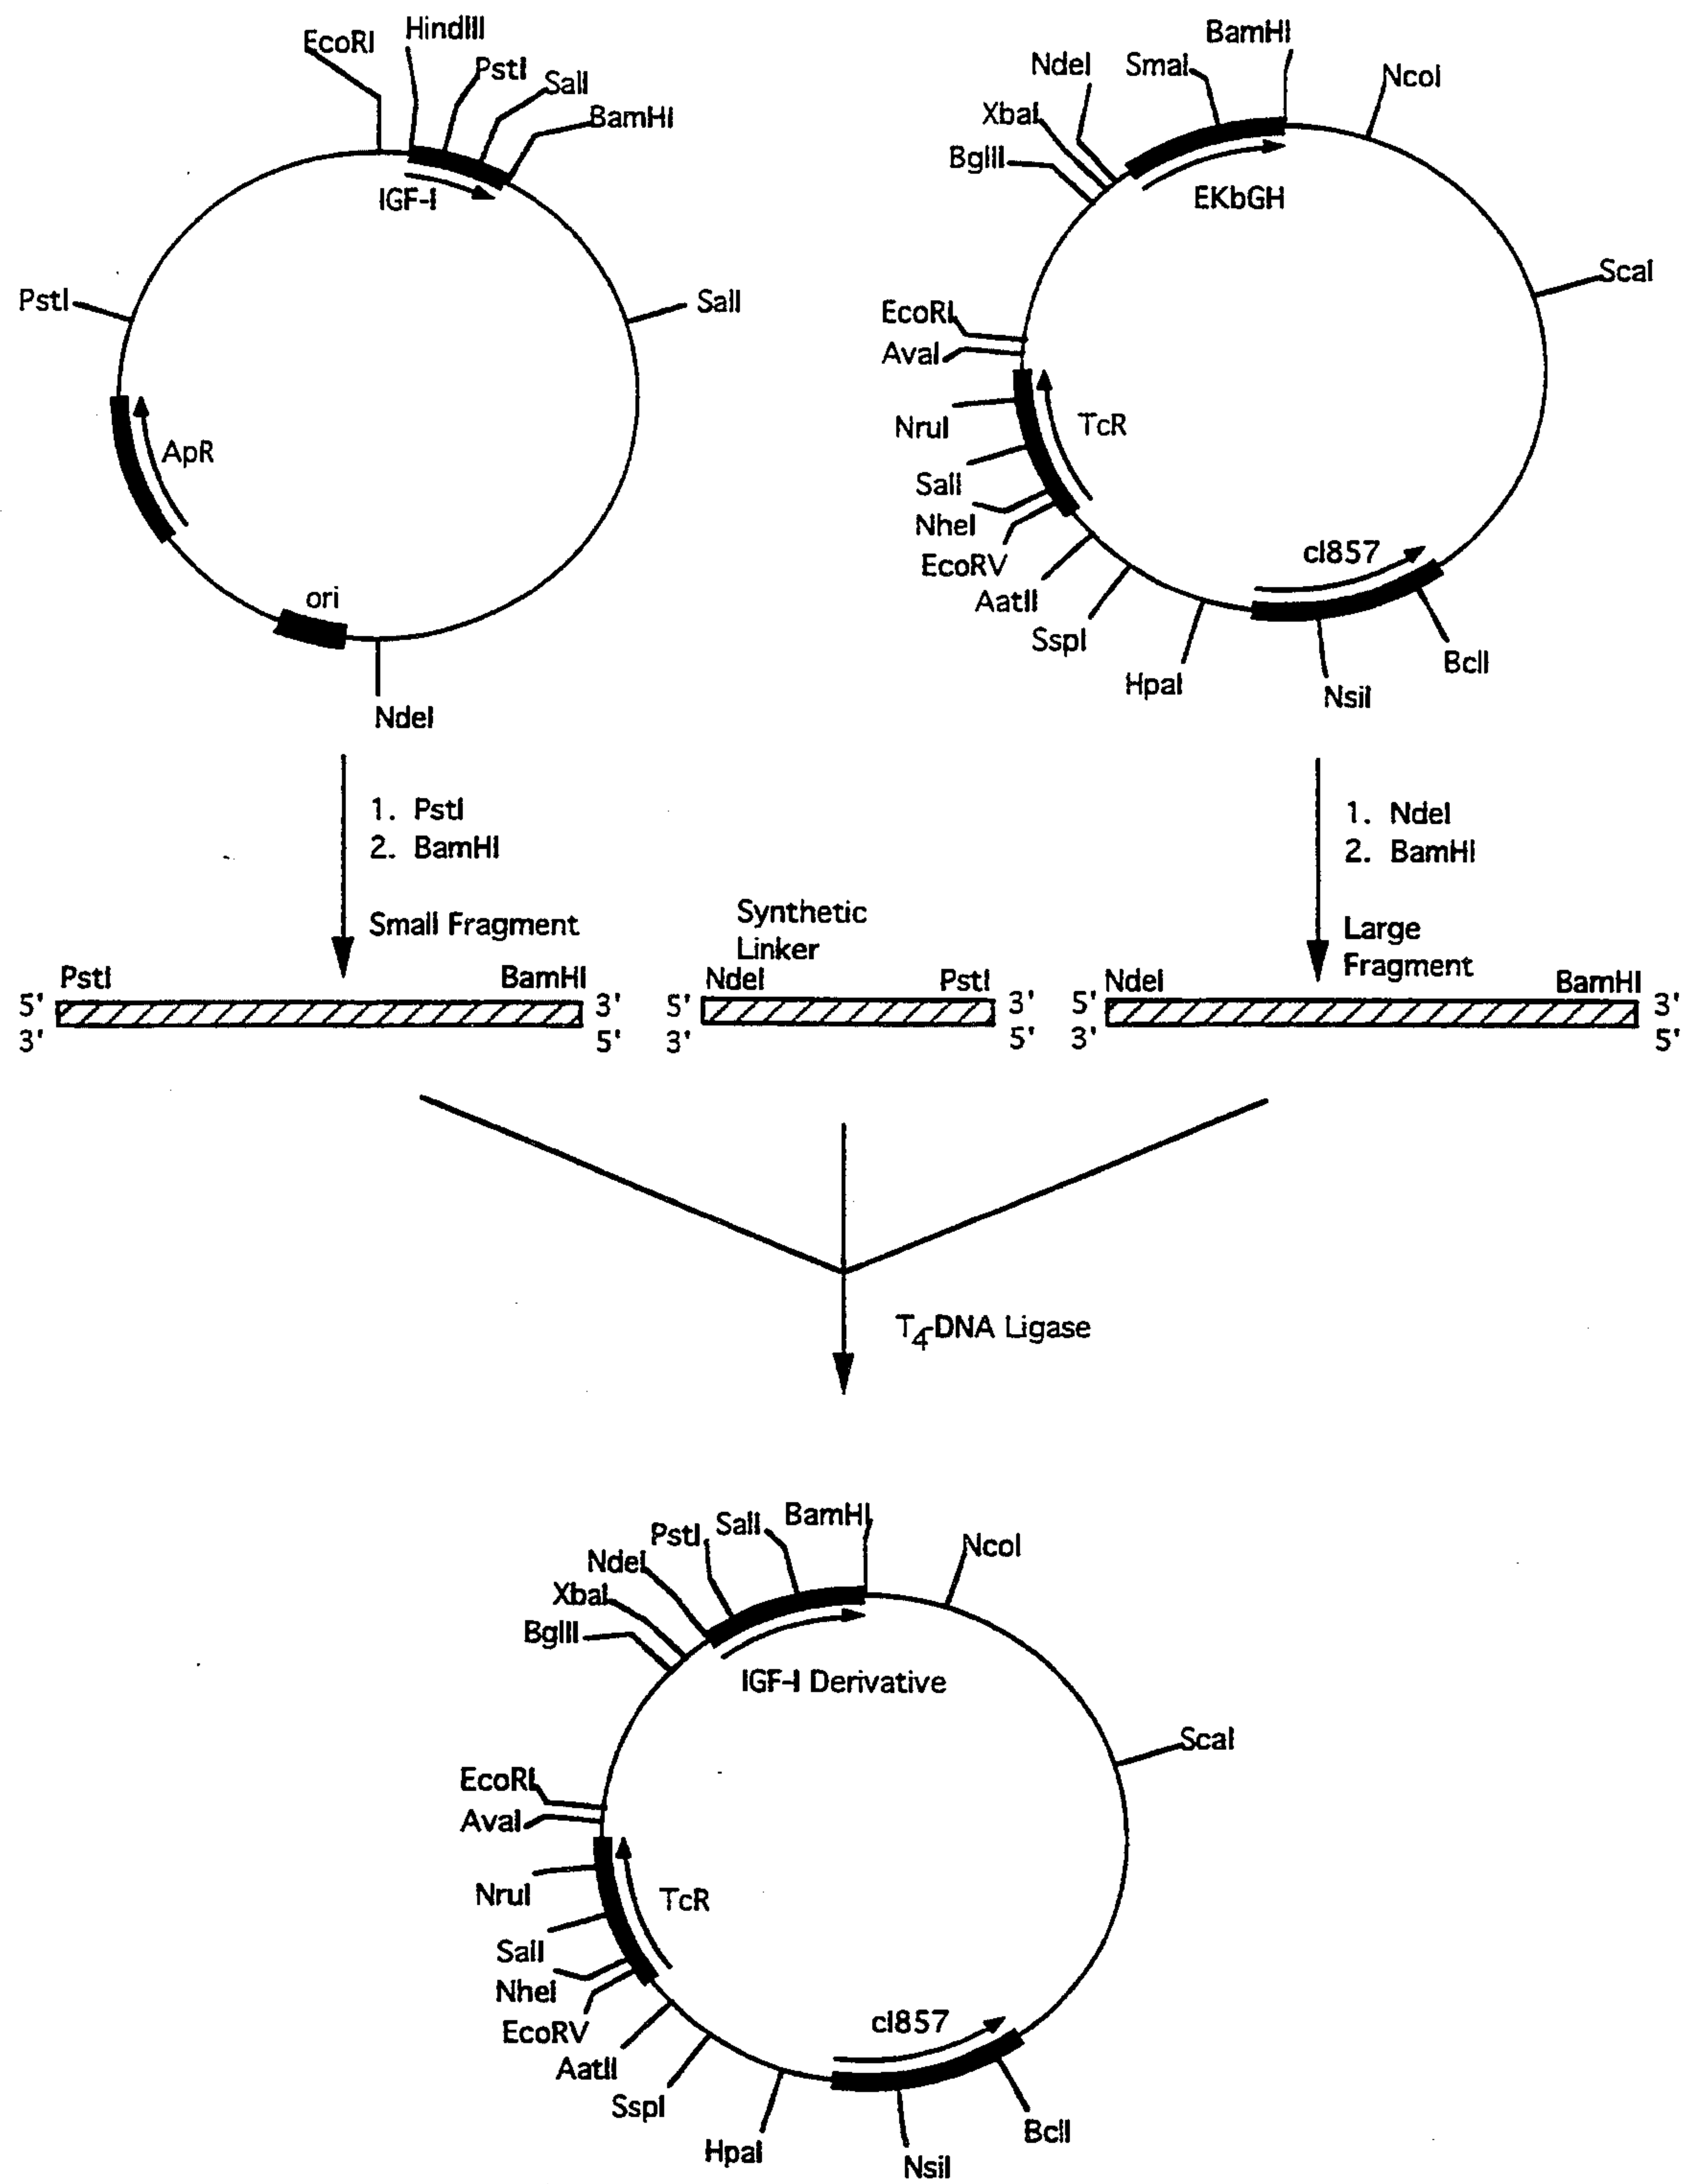 EcoRI
HindIII
PstI
SalI
BamHI
IGF-I
PstI
SalI
ApR
ori
NdeI
BamHI
NcoI
SmaI
NdeI
XbaI
BglII
EKbGH
ScaI
EcoRI
AvaI
NruI
TcR
SalI
NheI
EcoRV
AatII
SspI
HpaI
cI857
NsiI
BclI
1. PstI
2. BamHI
Small Fragment
1. NdeI
2. BamHI
Large
Fragment
Synthetic
Linker
PstI BamHI
5' 3'
3' 5'
NdeI PstI
5' 3'
3' 5'
NdeI BamHI
5' 3'
3' 5'
T4-DNA Ligase
BamHI
SalI
PstI
NdeI
XbaI
BglII
NcoI
IGF-I Derivative
ScaI
EcoRI
AvaI
NruI
TcR
SalI
NheI
EcoRV
AatII
SspI
HpaI
cI857
NsiI
BclI